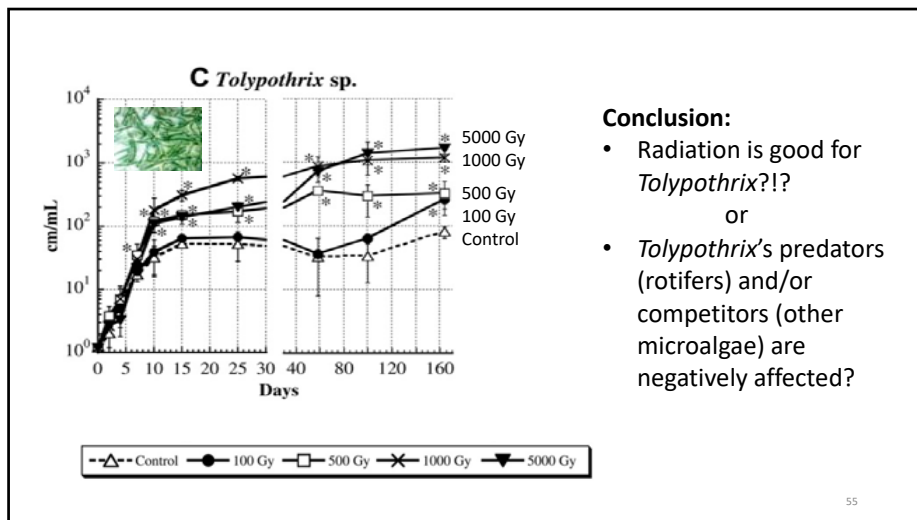 C Tolypothrix sp.
10⁴
10³
10²
10¹
10⁰
cm/mL
0 5 10 15 20 25 30 40 80 120 160
Days
5000 Gy
1000 Gy
500 Gy
100 Gy
Control
Control 100 Gy 500 Gy 1000 Gy 5000 Gy
Conclusion:
• Radiation is good for
Tolypothrix?!?
or
• Tolypothrix’s predators
(rotifers) and/or
competitors (other
microalgae) are
negatively affected?
55